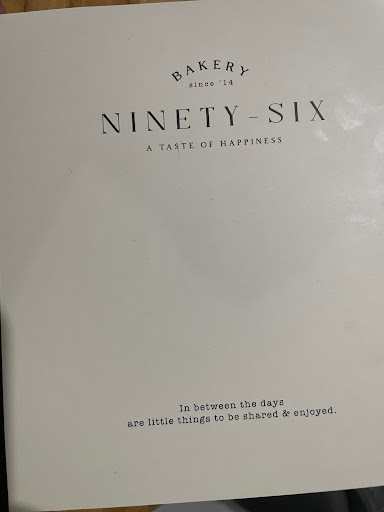 BAKERY
since '14
NINETY-SIX
A TASTE OF HAPPINESS
In between the days
are little things to be shared & enjoyed.